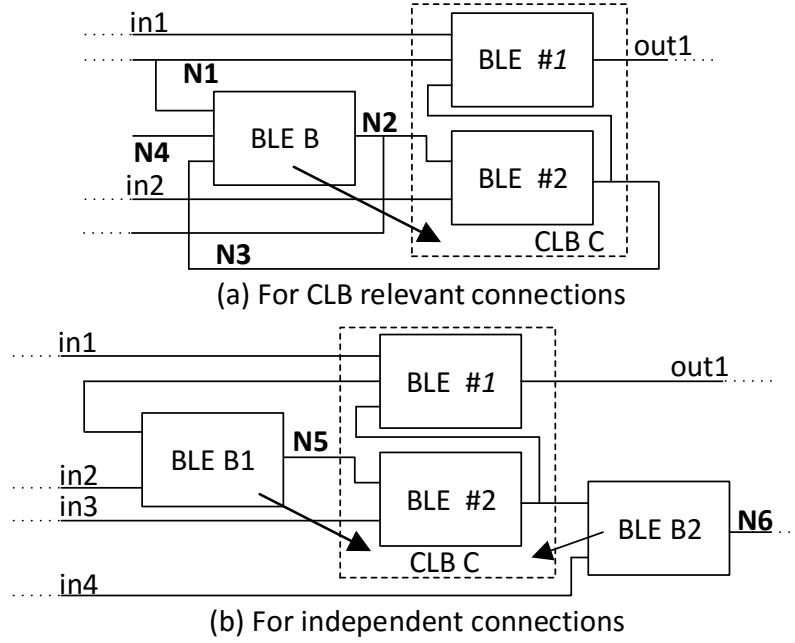 in1
BLE #1
out1
N1
BLE B
N2
N4
BLE #2
in2
CLB C
N3
(a) For CLB relevant connections
in1
BLE #1
out1
N5
BLE B1
in2
BLE #2
in3
BLE B2
N6
CLB C
in4
(b) For independent connections